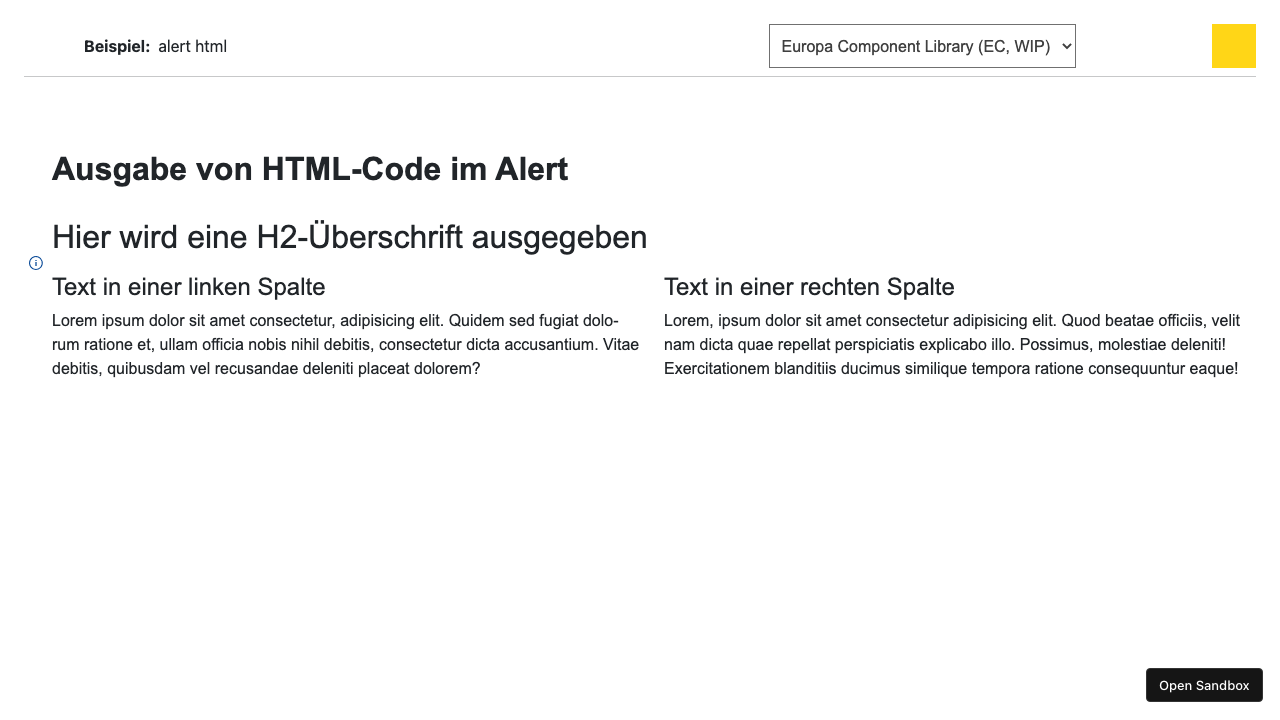 Beispiel: alert html
Europa Component Library (EC, WIP)
Ausgabe von HTML-Code im Alert
Hier wird eine H2-Überschrift ausgegeben
Text in einer linken Spalte
Lorem ipsum dolor sit amet consectetur, adipisicing elit. Quidem sed fugiat dolo-
rum ratione et, ullam officia nobis nihil debitis, consectetur dicta accusantium. Vitae
debitis, quibusdam vel recusandae deleniti placeat dolorem?
Text in einer rechten Spalte
Lorem, ipsum dolor sit amet consectetur adipisicing elit. Quod beatae officiis, velit
nam dicta quae repellat perspiciatis explicabo illo. Possimus, molestiae deleniti!
Exercitationem blanditiis ducimus similique tempora ratione consequuntur eaque!
Open Sandbox